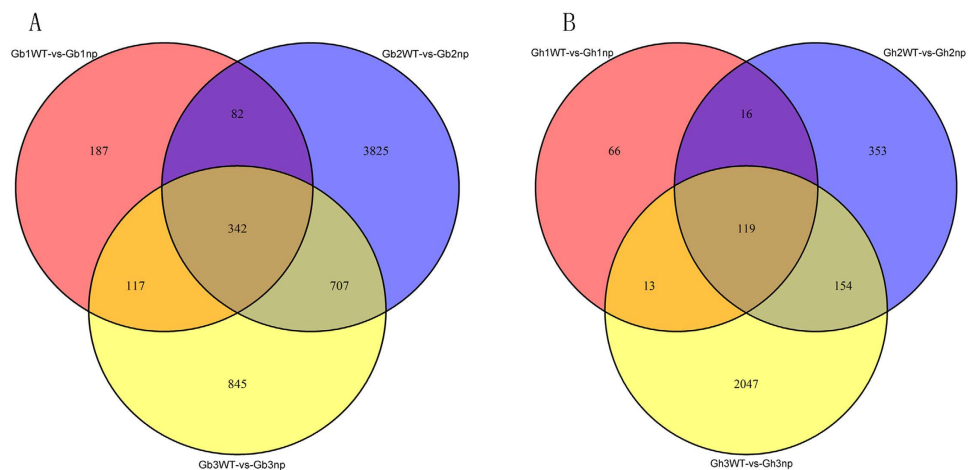 A
Gb1WT-vs-Gb1np
Gb2WT-vs-Gb2np
82
187
3825
342
117
707
845
Gb3WT-vs-Gb3np
B
Gh1WT-vs-Gh1np
Gh2WT-vs-Gh2np
16
66
353
119
13
154
2047
Gh3WT-vs-Gh3np